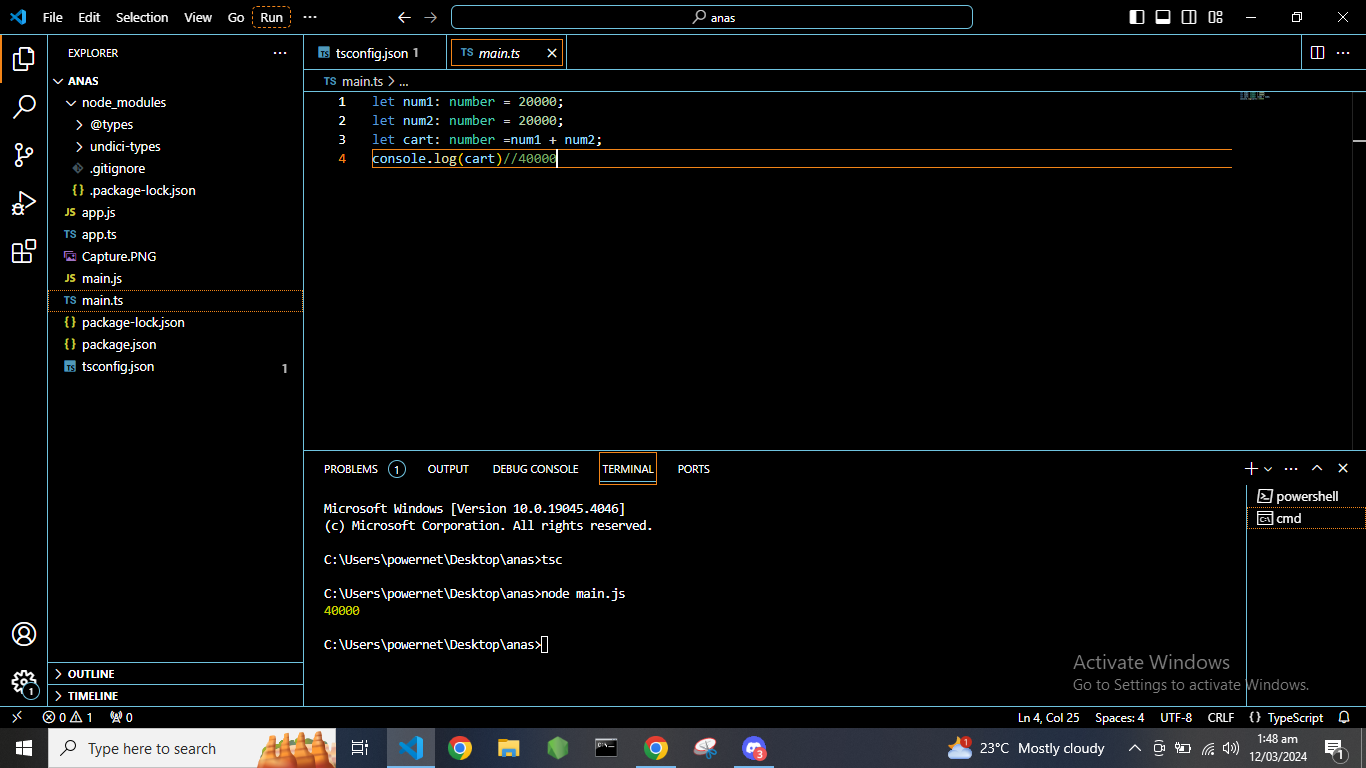 File Edit Selection View Go Run ···
anas
EXPLORER ···
ANAS
node_modules
@types
undici-types
.gitignore
{} .package-lock.json
JS app.js
TS app.ts
Capture.PNG
JS main.js
TS main.ts
{} package-lock.json
{} package.json
TS tsconfig.json 1
OUTLINE
TIMELINE
TS tsconfig.json 1
TS main.ts
TS main.ts > ...
1 let num1: number = 20000;
2 let num2: number = 20000;
3 let cart: number =num1 + num2;
4 console.log(cart)//40000
PROBLEMS 1 OUTPUT DEBUG CONSOLE TERMINAL PORTS
Microsoft Windows [Version 10.0.19045.4046]
(c) Microsoft Corporation. All rights reserved.
C:\Users\powernet\Desktop\anas>tsc
C:\Users\powernet\Desktop\anas>node main.js
40000
C:\Users\powernet\Desktop\anas>
powershell
cmd
Activate Windows
Go to Settings to activate Windows.
1
0 1 0 Ln 4, Col 25 Spaces: 4 UTF-8 CRLF {} TypeScript
Type here to search
1
3
23°C Mostly cloudy
1:48 am
12/03/2024
1